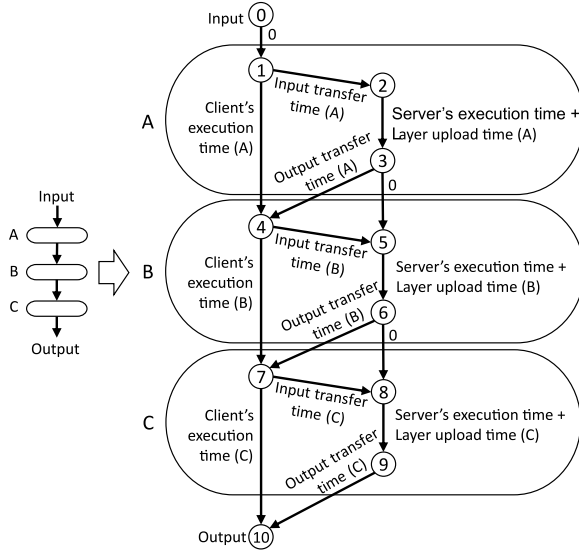 Input 0
0
1
2
Input transfer
time (A)
Client's
execution
time (A)
A
Server's execution time +
Layer upload time (A)
Output transfer
time (A)
3
0
4
5
Input transfer
time (B)
Client's
execution
time (B)
B
Server's execution time +
Layer upload time (B)
Output transfer
time (B)
6
0
7
8
Input transfer
time (C)
Client's
execution
time (C)
C
Server's execution time +
Layer upload time (C)
Output transfer
time (C)
9
Output 10
Input
A
B
C
Output